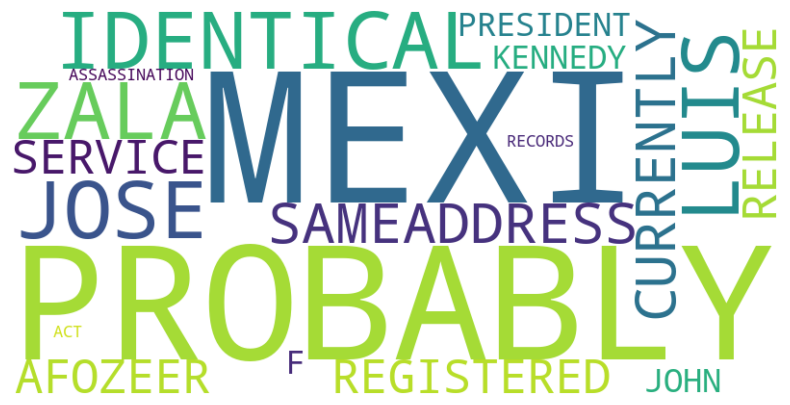 IDENTICAL
PRESIDENT
KENNEDY
ASSASSINATION
ZALA
MEXI
CURRENTLY
LUIS
RELEASE
SERVICE
RECORDS
JOSE
SAMEADDRESS
PROBABLY
ACT
AFOZEER
F
REGISTERED
JOHN